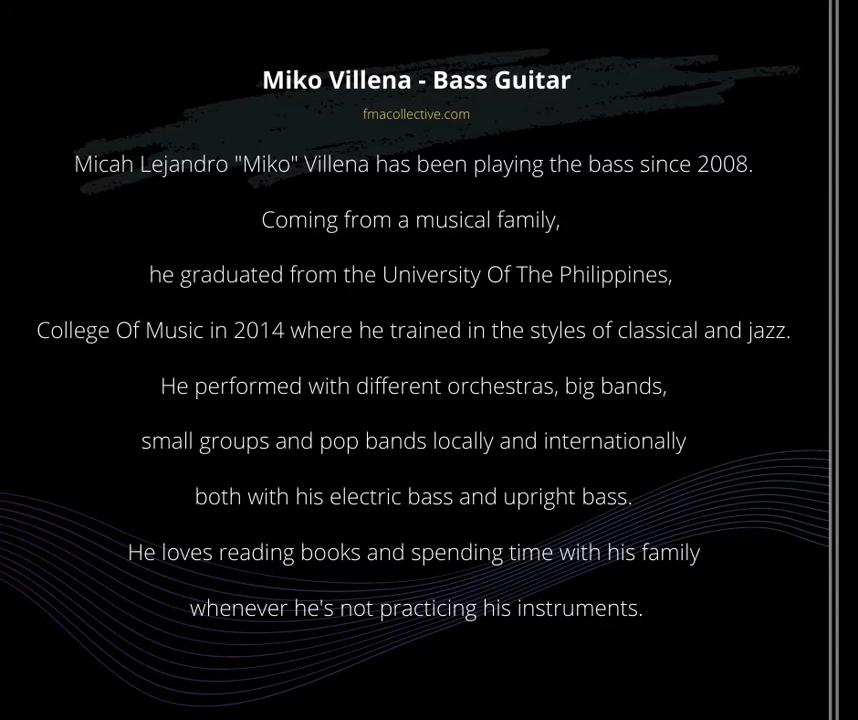 Miko Villena - Bass Guitar
fmacollective.com
Micah Lejandro "Miko" Villena has been playing the bass since 2008.
Coming from a musical family,
he graduated from the University Of The Philippines,
College Of Music in 2014 where he trained in the styles of classical and jazz.
He performed with different orchestras, big bands,
small groups and pop bands locally and internationally
both with his electric bass and upright bass.
He loves reading books and spending time with his family
whenever he's not practicing his instruments.